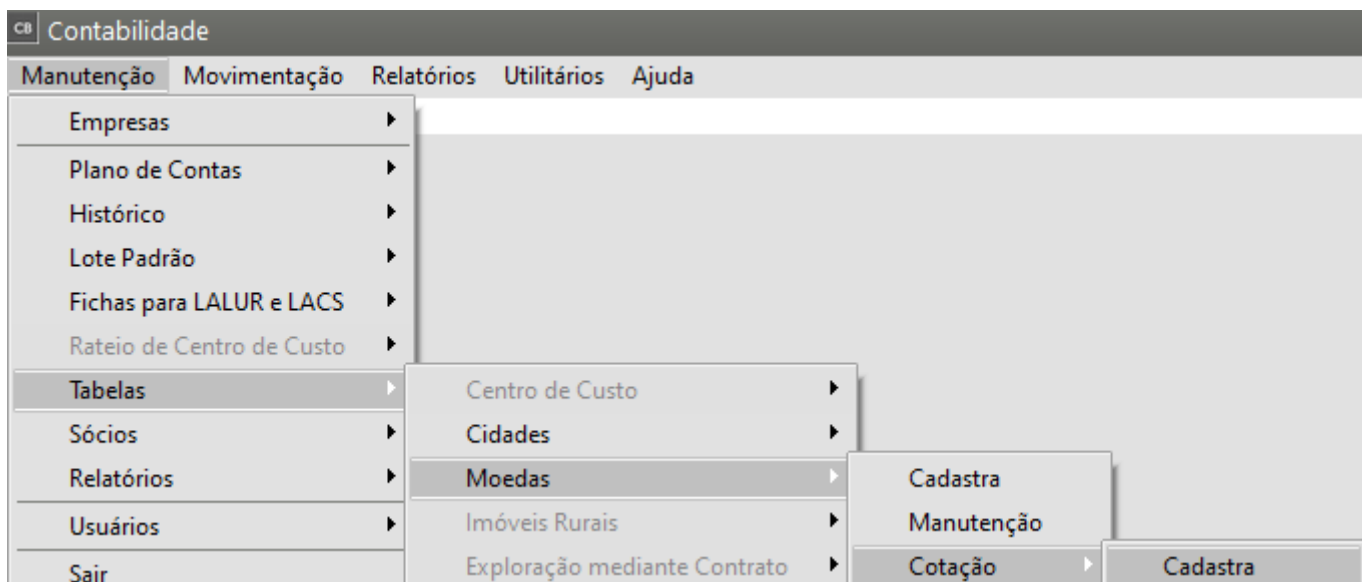 CB Contabilidade
Manutenção Movimentação Relatórios Utilitários Ajuda
Empresas
Plano de Contas
Histórico
Lote Padrão
Fichas para LALUR e LACS
Rateio de Centro de Custo
Tabelas
Centro de Custo
Sócios
Cidades
Relatórios
Moedas
Cadastra
Usuários
Imóveis Rurais
Manutenção
Sair
Exploração mediante Contrato
Cotação
Cadastra